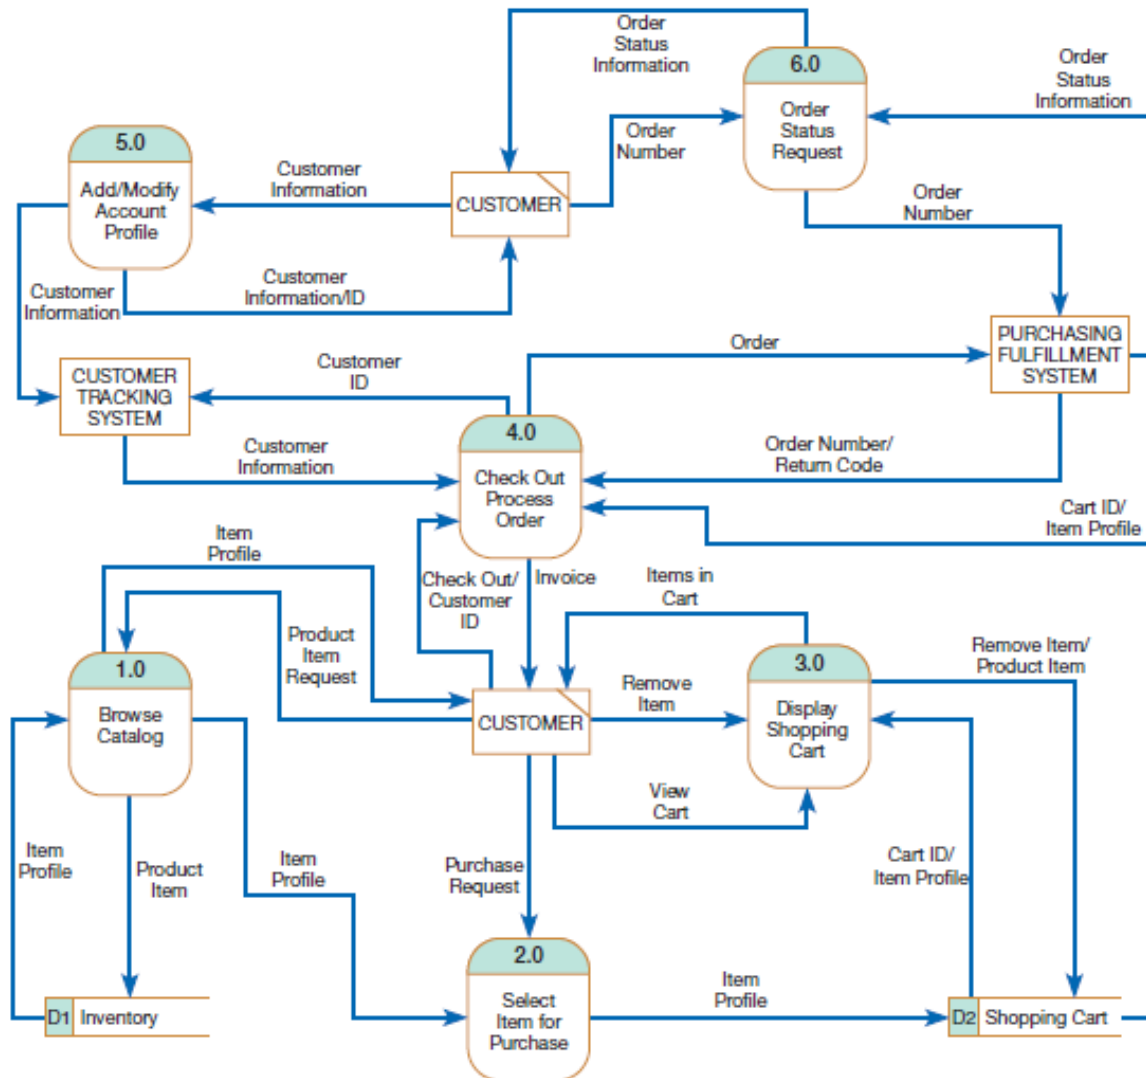 Order
Status
Information
6.0
Order
Status
Request
Order
Status
Information
5.0
Add/Modify
Account
Profile
Customer
Information
CUSTOMER
Order
Number
Order
Number
Customer
Information
Customer
Information/ID
PURCHASING
FULFILLMENT
SYSTEM
Order
CUSTOMER
TRACKING
SYSTEM
Customer
ID
4.0
Check Out
Process
Order
Customer
Information
Order Number/
Return Code
Cart ID/
Item Profile
Item
Profile
Check Out/
Customer
ID
Invoice
Items in
Cart
Product
Item
Request
1.0
Browse
Catalog
CUSTOMER
Remove
Item
3.0
Display
Shopping
Cart
Remove Item/
Product Item
View
Cart
Item
Profile
Product
Item
Item
Profile
Purchase
Request
Cart ID/
Item Profile
2.0
Select
Item for
Purchase
Item
Profile
D1 Inventory
D2 Shopping Cart